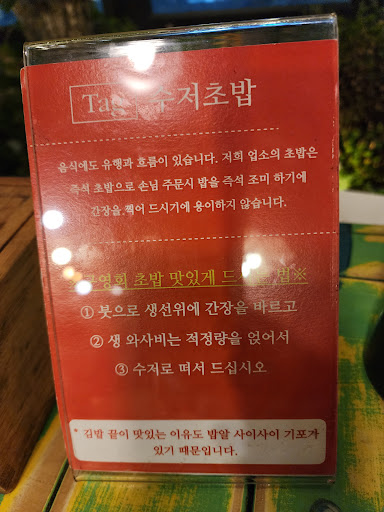 수저초밥
음식에도 유행과 흐름이 있습니다. 저희 업소의 초밥은
즉석 초밥으로 손님 주문시 밥을 즉석 조미 하기에
간장을 찍어 드시기에 용이하지 않습니다.
초밥 맛있게 법※
① 붓으로 생선위에 간장을 바르고
② 생 와사비는 적정량을 얹어서
③ 수저로 떠서 드십시오
* 김밥 끝이 맛있는 이유도 밥알 사이사이 기포가
있기 때문입니다.